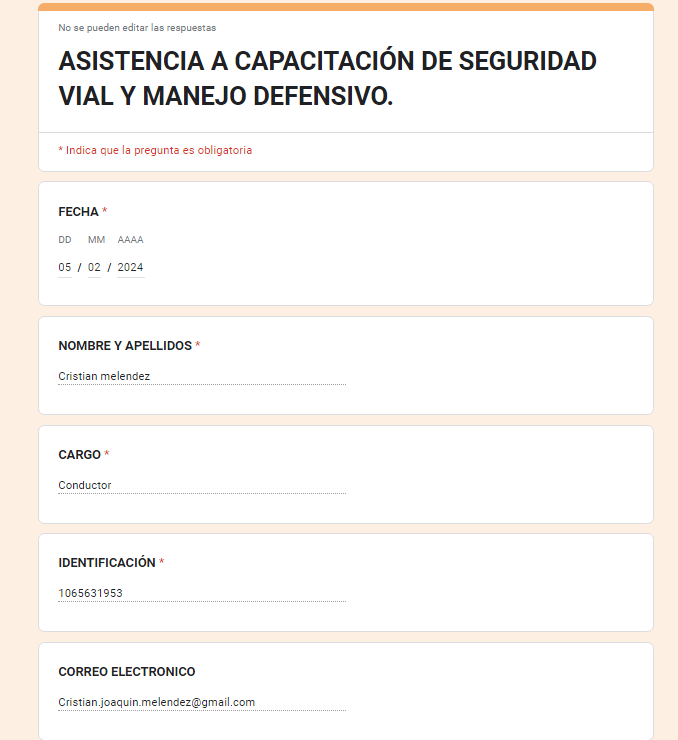 No se pueden editar las respuestas
ASISTENCIA A CAPACITACIÓN DE SEGURIDAD
VIAL Y MANEJO DEFENSIVO.
* Indica que la pregunta es obligatoria
FECHA *
DD MM AAAA
05 / 02 / 2024
NOMBRE Y APELLIDOS *
Cristian melendez
CARGO *
Conductor
IDENTIFICACIÓN *
1065631953
CORREO ELECTRONICO
Cristian.joaquin.melendez@gmail.com